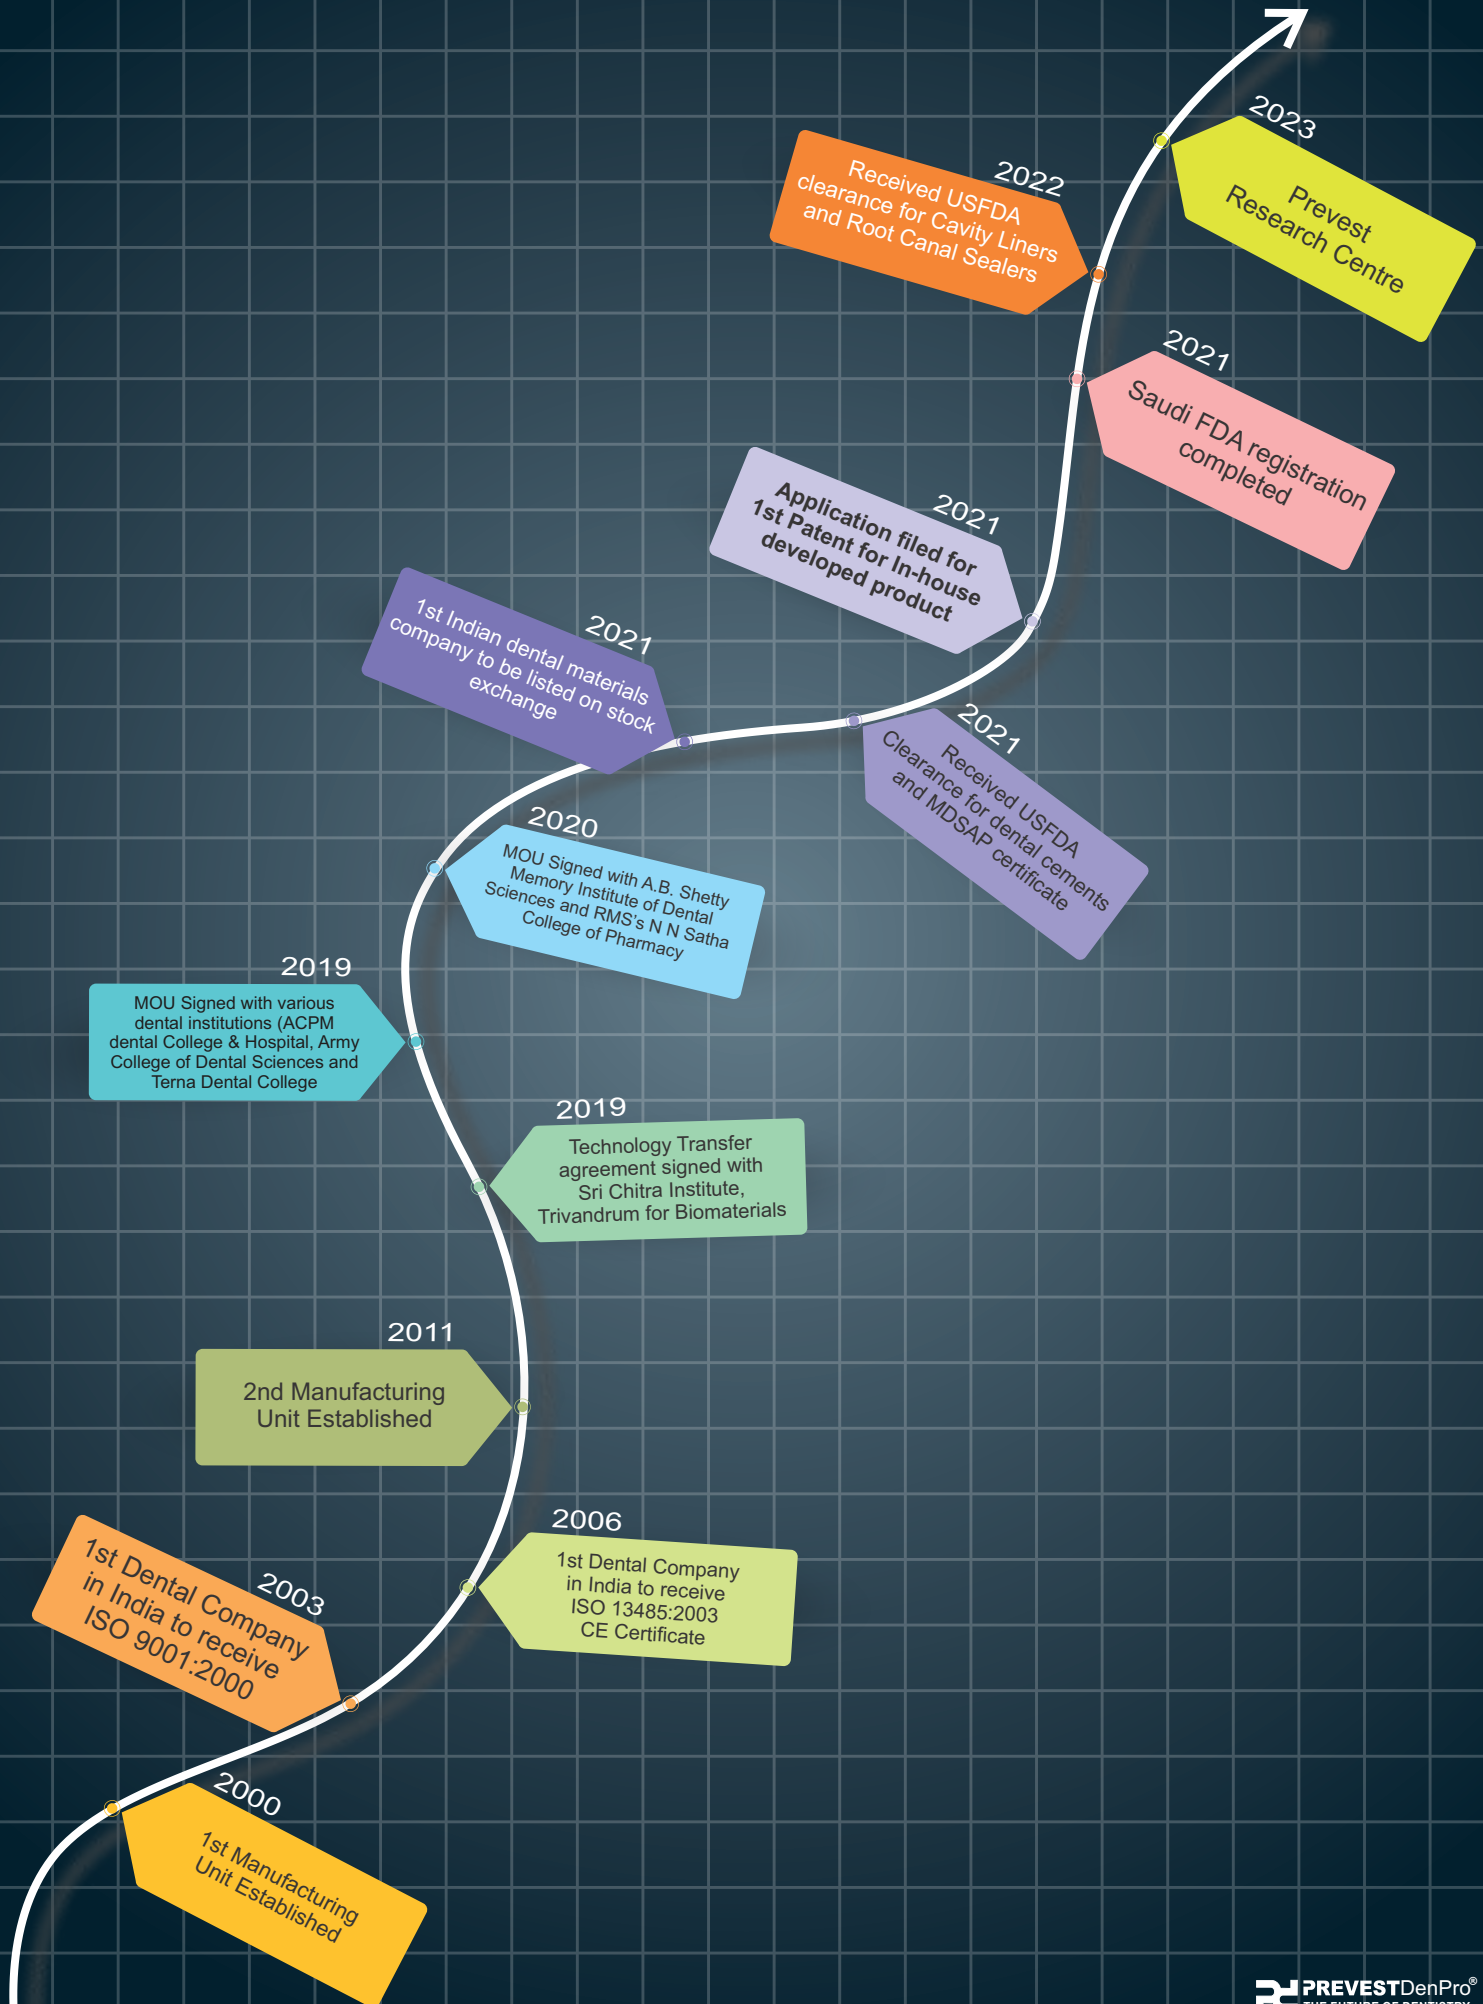 2023
Prevest
Research Centre
2022
Received USFDA
clearance for Cavity Liners
and Root Canal Sealers
2021
Saudi FDA registration
completed
2021
Application filed for
1st Patent for In-house
developed product
2021
1st Indian dental materials
company to be listed on stock
exchange
2021
Received USFDA
Clearance for dental cements
and MDSAP certificate
2020
MOU Signed with A.B. Shetty
Memory Institute of Dental
Sciences and RMS's N N Satha
College of Pharmacy
2019
MOU Signed with various
dental institutions (ACPM
dental College & Hospital, Army
College of Dental Sciences and
Terna Dental College
2019
Technology Transfer
agreement signed with
Sri Chitra Institute,
Trivandrum for Biomaterials
2011
2nd Manufacturing
Unit Established
2006
1st Dental Company
in India to receive
ISO 13485:2003
CE Certificate
2003
1st Dental Company
in India to receive
ISO 9001:2000
2000
1st Manufacturing
Unit Established
PREVESTDenPro®
THE FUTURE OF DENTISTRY